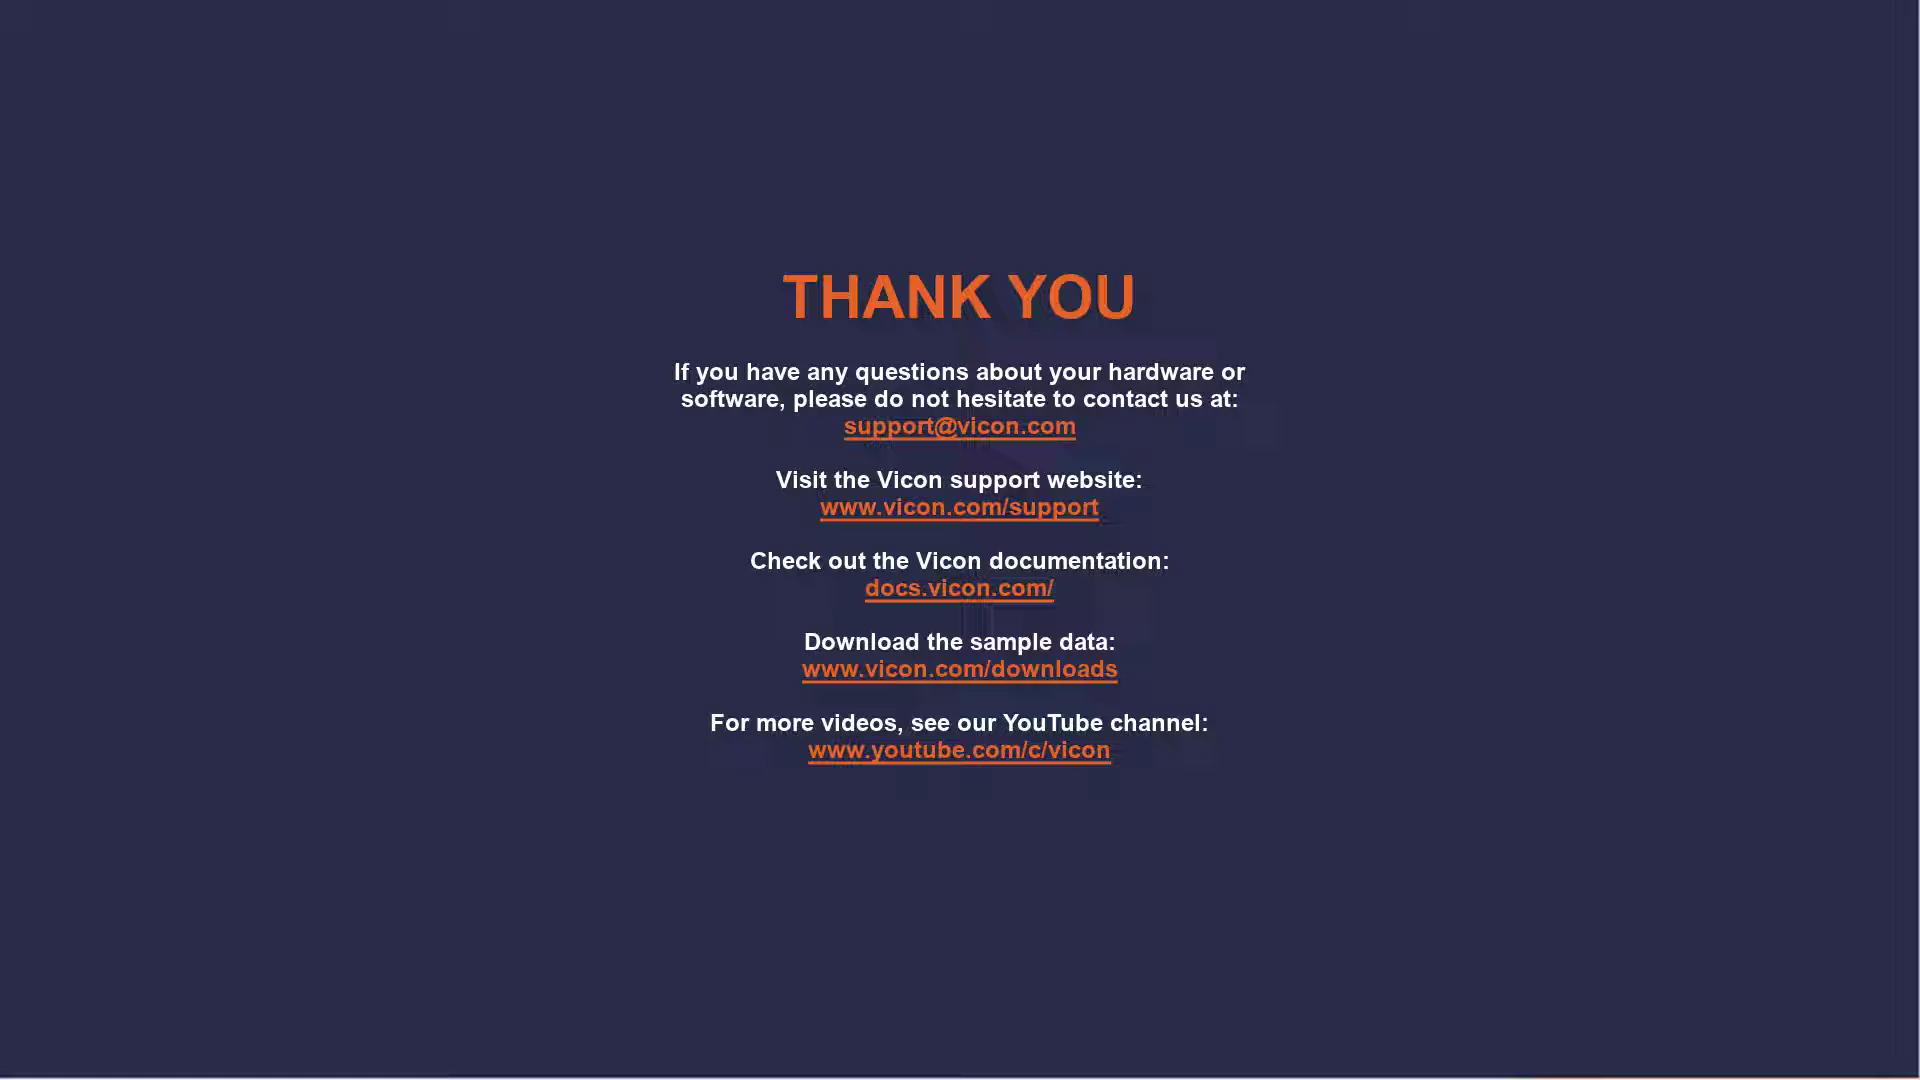 THANK YOU
If you have any questions about your hardware or
software, please do not hesitate to contact us at:
support@vicon.com
Visit the Vicon support website:
www.vicon.com/support
Check out the Vicon documentation:
docs.vicon.com/
Download the sample data:
www.vicon.com/downloads
For more videos, see our YouTube channel:
www.youtube.com/c/vicon